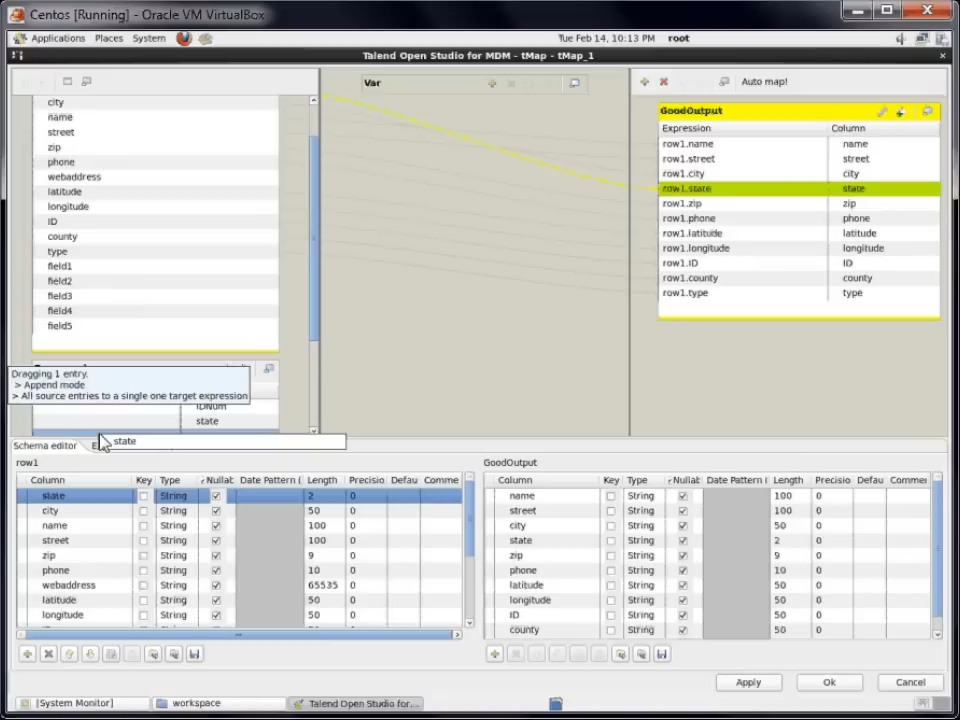 Centos [Running] - Oracle VM VirtualBox
Applications Places System Tue Feb 14, 10:13 PM root
Talend Open Studio for MDM - tMap - tMap_1
Var
Auto map!
city
name
street
zip
phone
webaddress
latitude
longitude
ID
county
type
field1
field2
field3
field4
field5
GoodOutput
Expression Column
row1.name name
row1.street street
row1.city city
row1.state state
row1.zip zip
row1.phone phone
row1.latitude latitude
row1.longitude longitude
row1.ID ID
row1.county county
row1.type type
Dragging 1 entry.
> Append mode
> All source entries to a single one target expression
IDNum
state
state
Schema editor
row1
Column Key Type Nullab Date Pattern ( Length Precisio Defau Comme
state String 2 0
city String 50 0
name String 100 0
street String 100 0
zip String 9 0
phone String 10 0
webaddress String 65535 0
latitude String 50 0
longitude String 50 0
GoodOutput
Column Key Type Nullab Date Pattern ( Length Precisio Defau Commei
name String 100 0
street String 100 0
city String 50 0
state String 2 0
zip String 9 0
phone String 10 0
latitude String 50 0
longitude String 50 0
ID String 50 0
county String 50 0
Apply Ok Cancel
[System Monitor] workspace Talend Open Studio for...